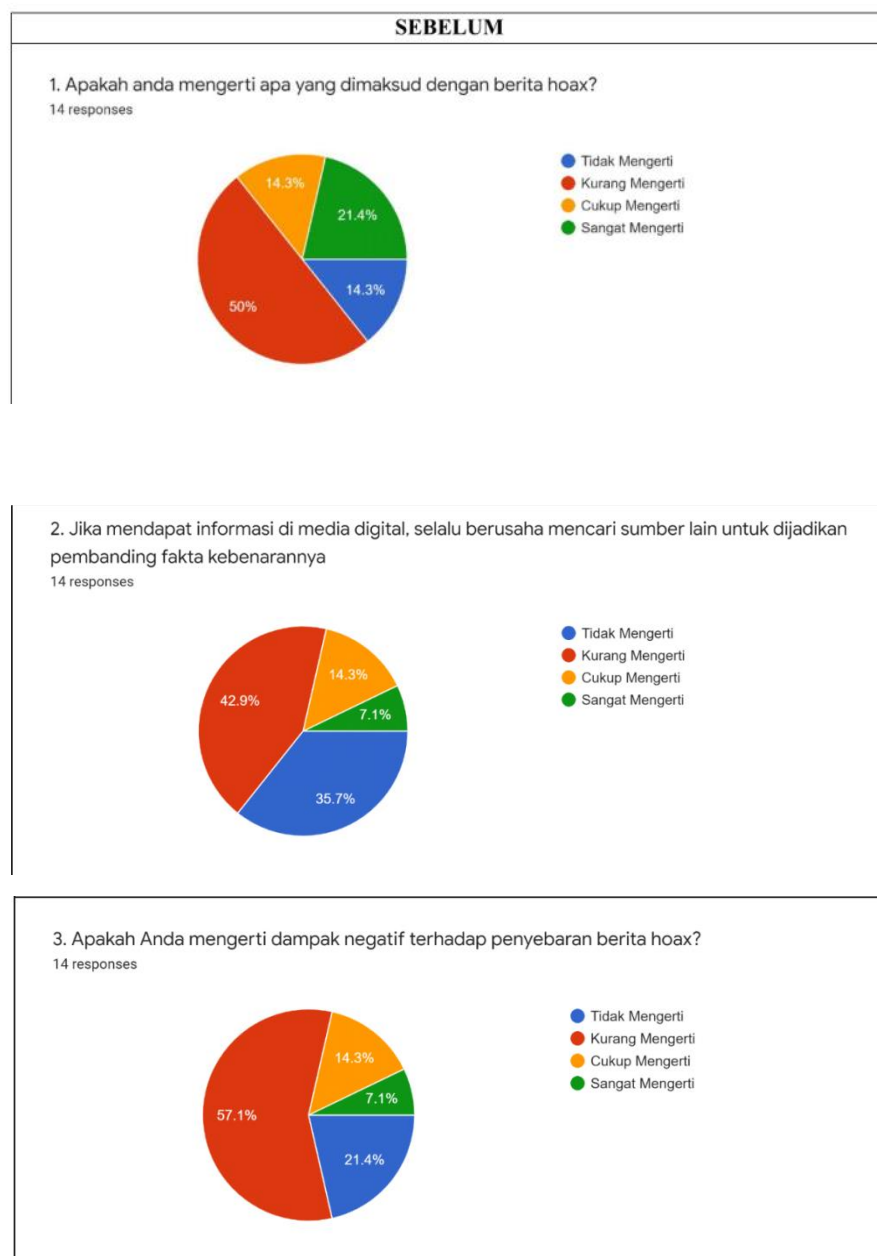 SEBELUM
1. Apakah anda mengerti apa yang dimaksud dengan berita hoax?
14 responses
14.3%
21.4%
14.3%
50%
Tidak Mengerti
Kurang Mengerti
Cukup Mengerti
Sangat Mengerti
2. Jika mendapat informasi di media digital, selalu berusaha mencari sumber lain untuk dijadikan
pembanding fakta kebenarannya
14 responses
14.3%
42.9%
7.1%
35.7%
Tidak Mengerti
Kurang Mengerti
Cukup Mengerti
Sangat Mengerti
3. Apakah Anda mengerti dampak negatif terhadap penyebaran berita hoax?
14 responses
14.3%
7.1%
57.1%
21.4%
Tidak Mengerti
Kurang Mengerti
Cukup Mengerti
Sangat Mengerti